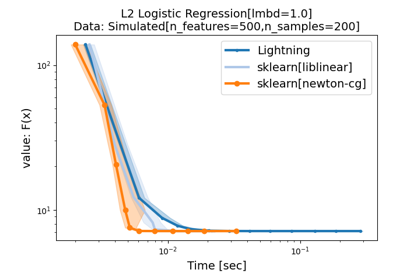 L2 Logistic Regression[lmbd=1.0]
Data: Simulated[n_features=500,n_samples=200]
Lightning
sklearn[liblinear]
sklearn[newton-cg]
10²
10¹
value: F(x)
10⁻²
10⁻¹
Time [sec]